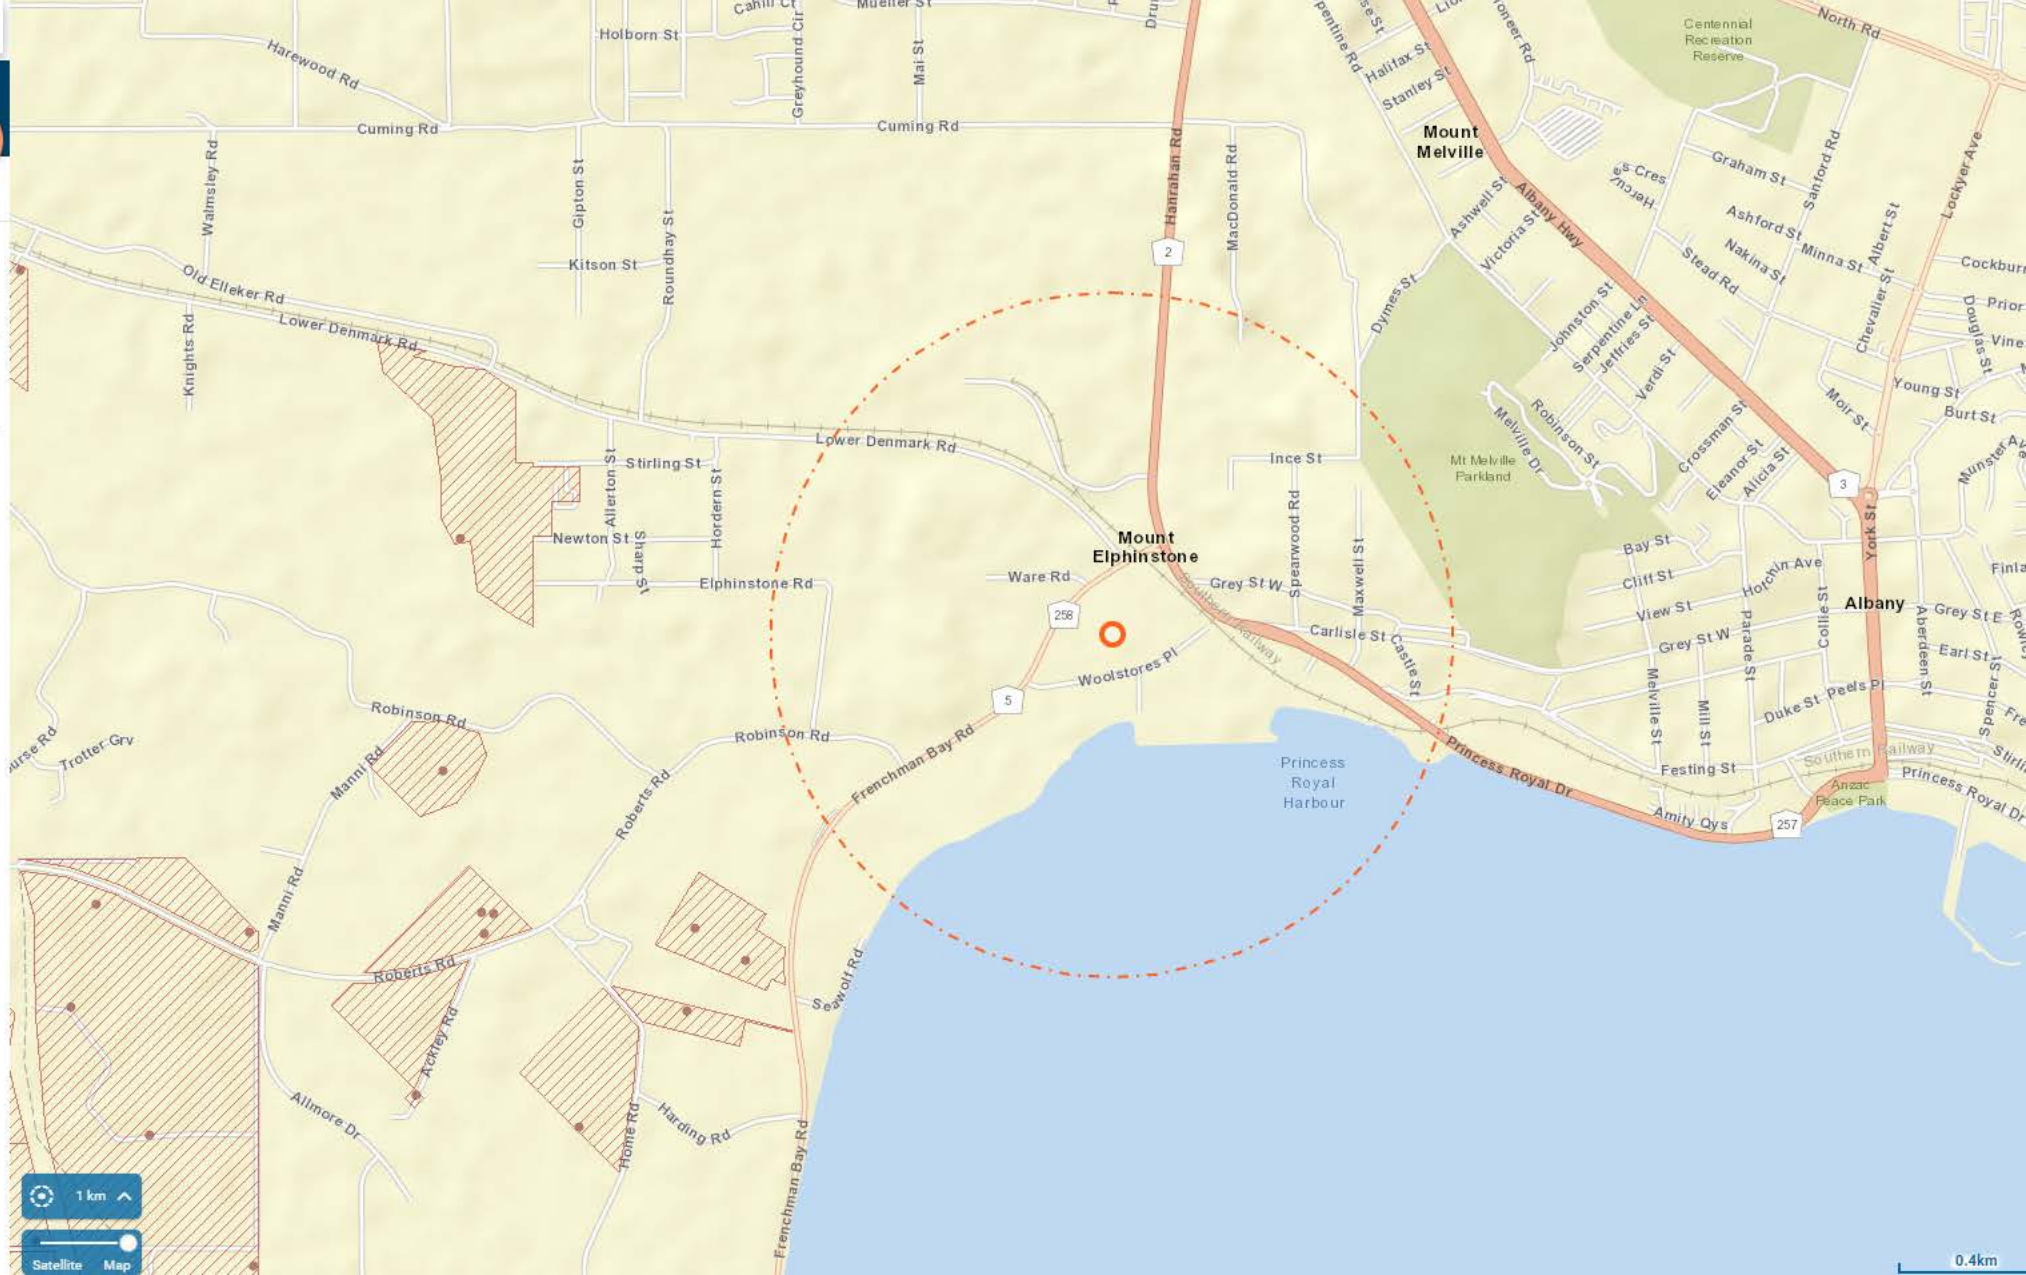 Cahill Ct
Mueller St
North Rd
Centennial
Recreation
Reserve
Holborn St
Harewood Rd
Greyhound Cir
Mai St
Halifax St
Stanley St
Cuming Rd
Cuming Rd
Mount
Melville
Walmsley Rd
Gipton St
Roundhay St
Hanrahan Rd
MacDonald Rd
Graham St
Sanford Rd
Lockyer Ave
Ashwell St
Albany Hwy
Victoria St
Ashford St
Minna St
Albert St
Nakina St
Stead Rd
Chevalier St
2
Kitson St
Old Elleker Rd
Lower Denmark Rd
Knights Rd
Dymes St
Johnston St
Serpentine Ln
Jeffries St
Verdi St
Douglas St
Young St
Burt St
Moir St
Lower Denmark Rd
Robinson St
Melville Dr
Crossman St
Eleanor St
Alicia St
Mt Melville
Parkland
Ince St
Stirling St
Allerton St
Hordern St
3
York St
Spearwood Rd
Maxwell St
Newton St
Sharp St
Mount
Elphinstone
Bay St
Cliff St
Hotchin Ave
View St
Ware Rd
Elphinstone Rd
Grey St W
Southern Railway
258
Albany
Grey St E
Collie St
Aberdeen St
Parade St
Carlisle St
Castle St
Grey St W
Earl St
Woolstores Pl
Melville St
Mill St
Duke St
Peels Pl
Spencer St
5
Robinson Rd
Robinson Rd
Frenchman Bay Rd
Trotter Grv
Manni Rd
Roberts Rd
Princess
Royal
Harbour
Princess Royal Dr
Festing St
Southern Railway
Anzac
Peace Park
Princess Royal Dr
Amity Qys
257
Manni Rd
Roberts Rd
Seawolf Rd
Ackley Rd
Allmore Dr
Home Rd
Harding Rd
Frenchman Bay Rd
1 km
Satellite Map
0.4km